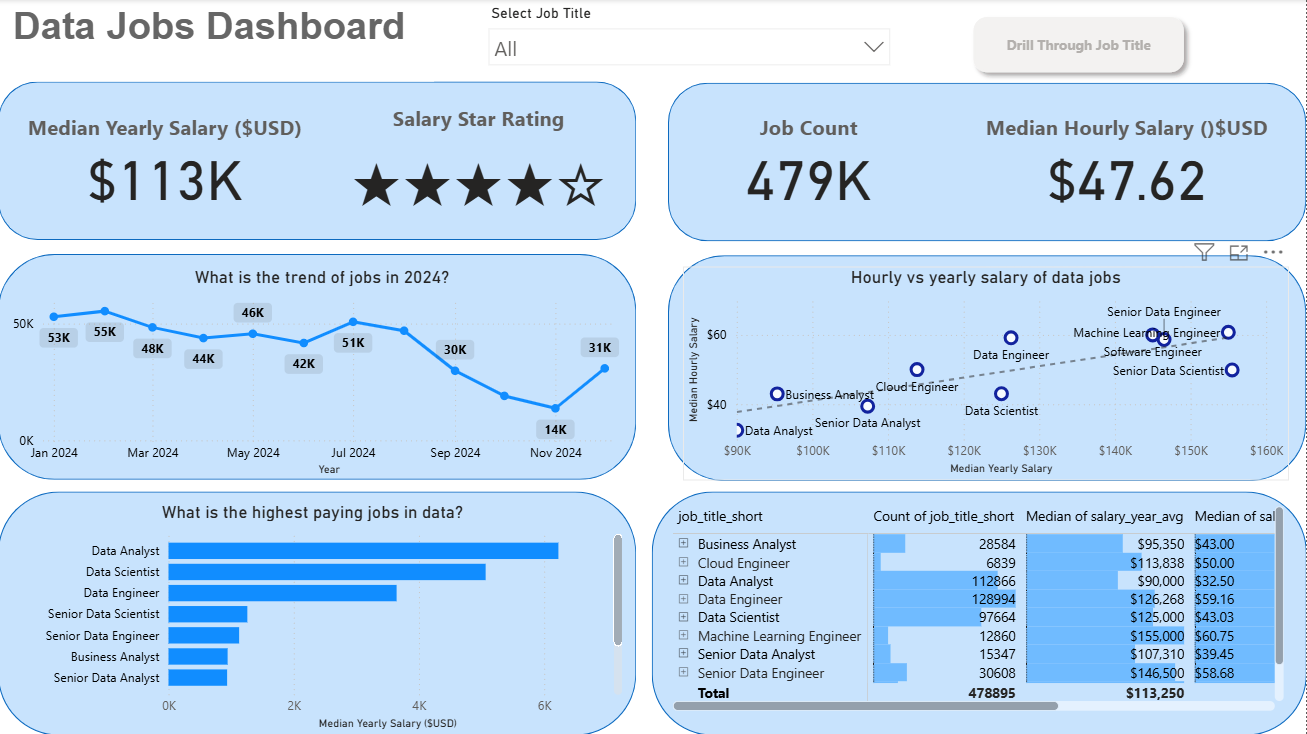 Data Jobs Dashboard
Select Job Title
All
Drill Through Job Title
Median Yearly Salary ($USD)
$113K
Salary Star Rating
Job Count
479K
Median Hourly Salary ()$USD
$47.62
What is the trend of jobs in 2024?
50K
0K
53K
55K
48K
44K
46K
42K
51K
30K
14K
31K
Jan 2024 Mar 2024 May 2024 Jul 2024 Sep 2024 Nov 2024
Year
Hourly vs yearly salary of data jobs
Median Hourly Salary
$60
$40
Senior Data Engineer
Machine Learning Engineer
Software Engineer
Senior Data Scientist
Data Engineer
Cloud Engineer
Business Analyst
Data Scientist
Senior Data Analyst
Data Analyst
$90K $100K $110K $120K $130K $140K $150K $160K
Median Yearly Salary
What is the highest paying jobs in data?
Data Analyst
Data Scientist
Data Engineer
Senior Data Scientist
Senior Data Engineer
Business Analyst
Senior Data Analyst
0K 2K 4K 6K
Median Yearly Salary ($USD)
job_title_short Count of job_title_short Median of salary_year_avg Median of sal
Business Analyst 28584 $95,350 $43.00
Cloud Engineer 6839 $113,838 $50.00
Data Analyst 112866 $90,000 $32.50
Data Engineer 128994 $126,268 $59.16
Data Scientist 97664 $125,000 $43.03
Machine Learning Engineer 12860 $155,000 $60.75
Senior Data Analyst 15347 $107,310 $39.45
Senior Data Engineer 30608 $146,500 $58.68
Total 478895 $113,250